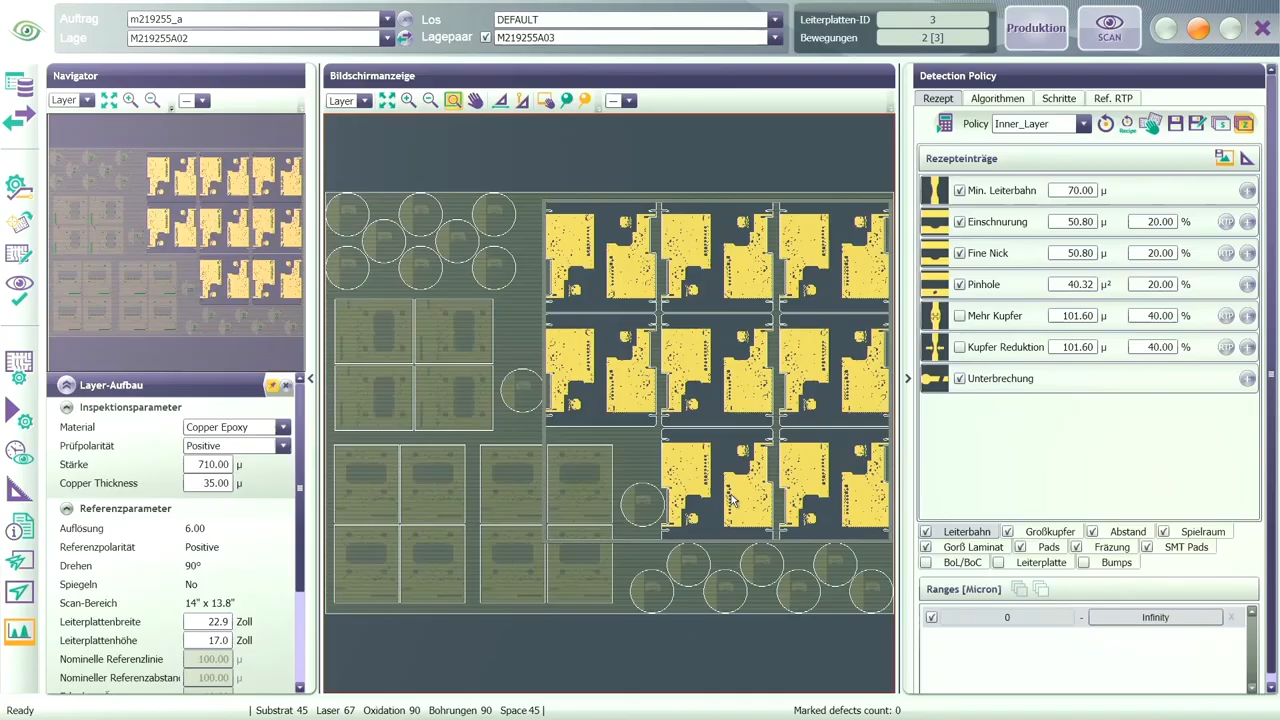 Auftrag m219255_a Los DEFAULT Leiterplatten-ID 3
Lage M219255A02 Lagepaar M219255A03 Bewegungen 2 [3]
Produktion
SCAN
Navigator
Layer
Bildschirmanzeige
Layer
Detection Policy
Rezept Algorithmen Schritte Ref. RTP
Policy Inner_Layer
Recipe
Rezepteinträge
Min. Leiterbahn 70.00 µ
Einschnurung 50.80 µ 20.00 %
Fine Nick 50.80 µ 20.00 %
Pinhole 40.32 µ² 20.00 %
Mehr Kupfer 101.60 µ 40.00 %
Kupfer Reduktion 101.60 µ 40.00 %
Unterbrechung
Leiterbahn Großkupfer Abstand Spielraum
Gorß Laminat Pads Fräzung SMT Pads
BoL/BoC Leiterplatte Bumps
Ranges [Micron]
0 - Infinity
Layer-Aufbau
Inspektionsparameter
Material Copper Epoxy
Prüfpolarität Positive
Stärke 710.00 µ
Copper Thickness 35.00 µ
Referenzparameter
Auflösung 6.00
Referenzpolarität Positive
Drehen 90°
Spiegeln No
Scan-Bereich 14" x 13.8"
Leiterplattenbreite 22.9 Zoll
Leiterplattenhöhe 17.0 Zoll
Nominelle Referenzlinie 100.00 µ
Nomineller Referenzabstand 100.00 µ
Ready | Substrat 45 Laser 67 Oxidation 90 Bohrungen 90 Space 45 | Marked defects count: 0